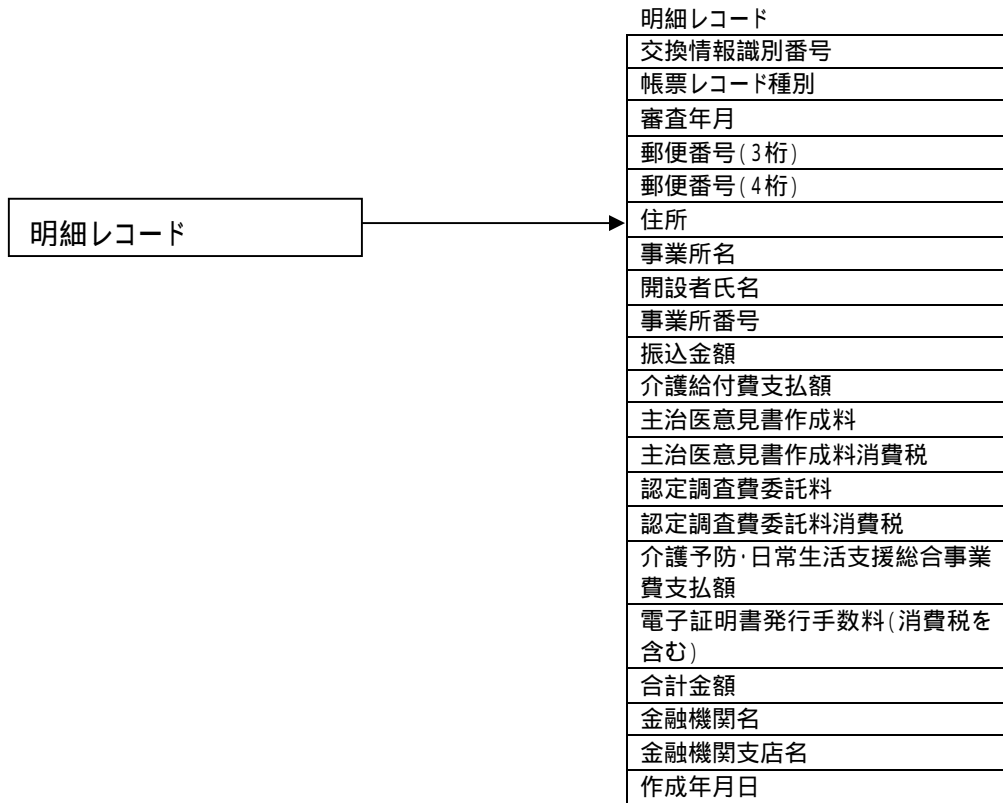 明細レコード
明細レコード
交換情報識別番号
帳票レコード種別
審査年月
郵便番号(3桁)
郵便番号(4桁)
住所
事業所名
開設者氏名
事業所番号
振込金額
介護給付費支払額
主治医意見書作成料
主治医意見書作成料消費税
認定調査費委託料
認定調査費委託料消費税
介護予防･日常生活支援総合事業
費支払額
電子証明書発行手数料(消費税を
含む)
合計金額
金融機関名
金融機関支店名
作成年月日